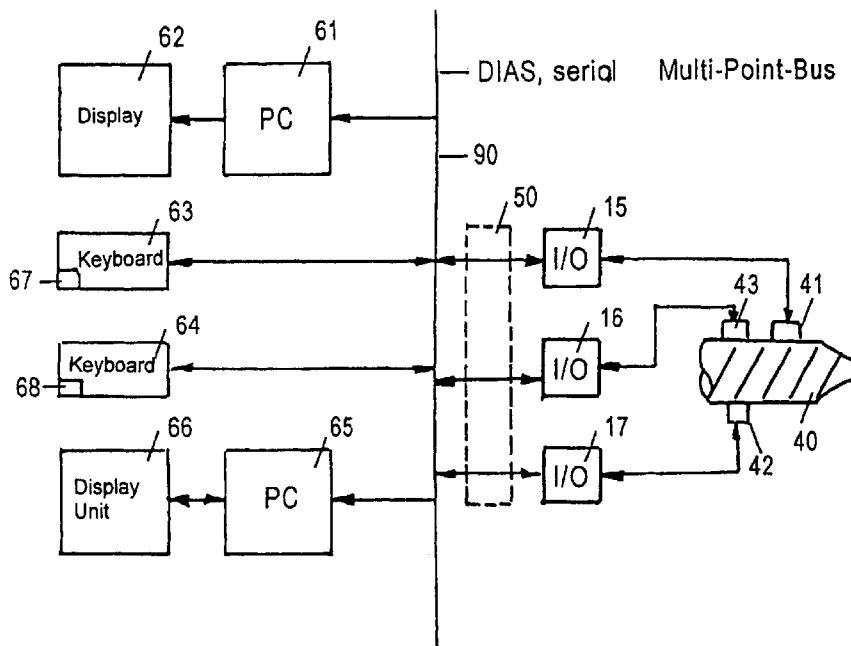 62
61
DIAS, serial Multi-Point-Bus
Display
PC
90
50
15
63
Keyboard
I/O
67
43
41
64
16
Keyboard
I/O
68
40
66
65
17
42
Display
Unit
PC
I/O